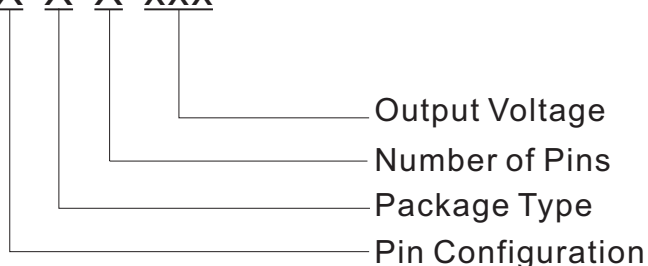 Output Voltage
Number of Pins
Package Type
Pin Configuration